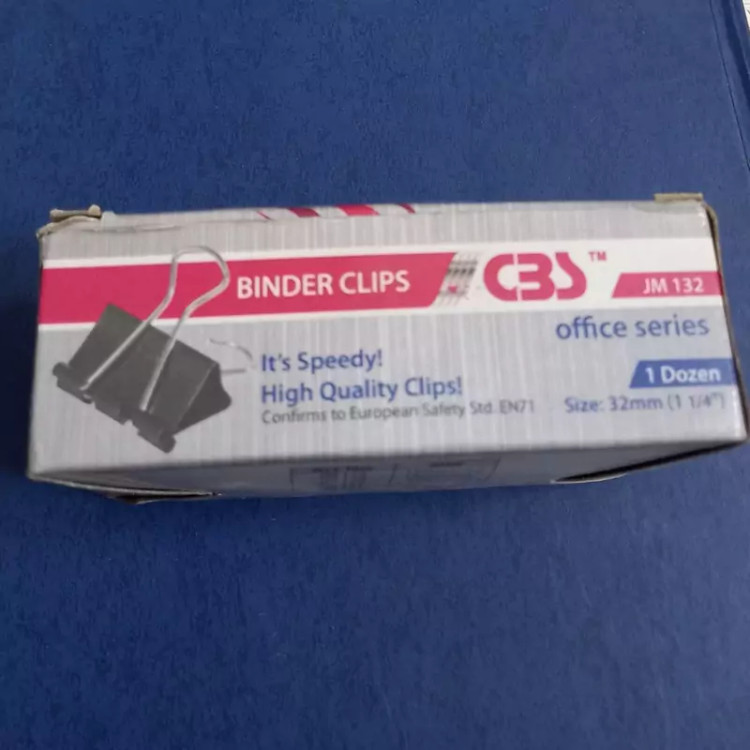 BINDER CLIPS
CBS™
JM 132
office series
It's Speedy!
High Quality Clips!
Confirms to European Safety Std. EN71
1 Dozen
Size: 32mm (1 1/4")